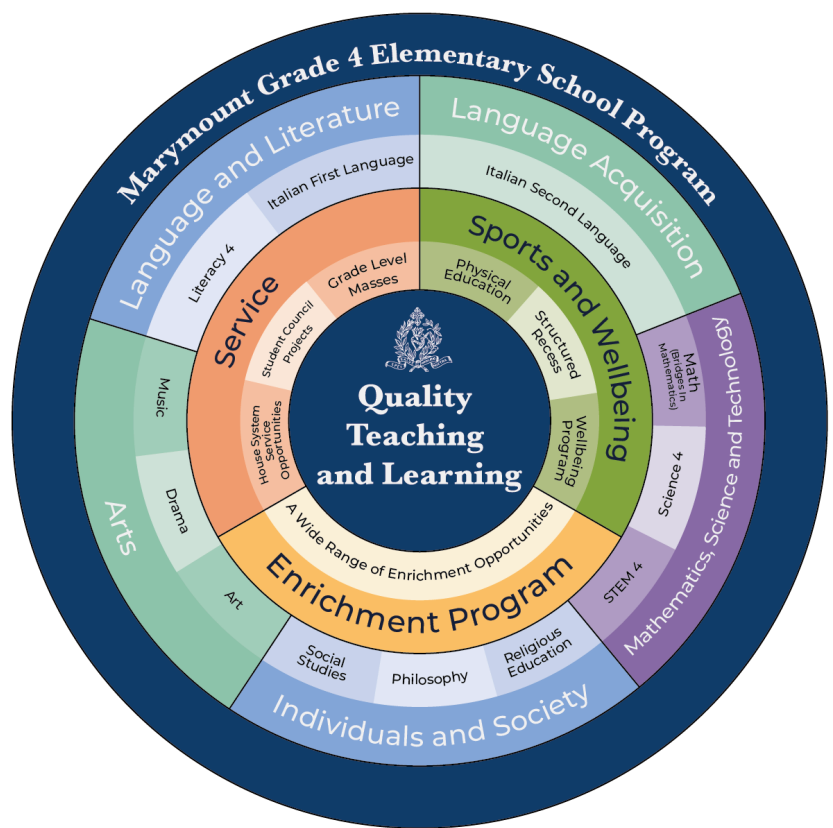 Marymount Grade 4 Elementary School Program
Language and Literature
Literacy 4
Italian First Language
Language Acquisition
Italian Second Language
Mathematics, Science and Technology
Math
(Bridges in
Mathematics)
Science 4
STEM 4
Individuals and Society
Religious
Education
Philosophy
Social
Studies
Arts
Art
Drama
Music
Service
House System
Service
Opportunities
Student Council
Projects
Grade Level
Masses
Sports and Wellbeing
Physical
Education
Structured
Recess
Wellbeing
Program
Enrichment Program
A Wide Range of Enrichment Opportunities
Quality
Teaching
and Learning